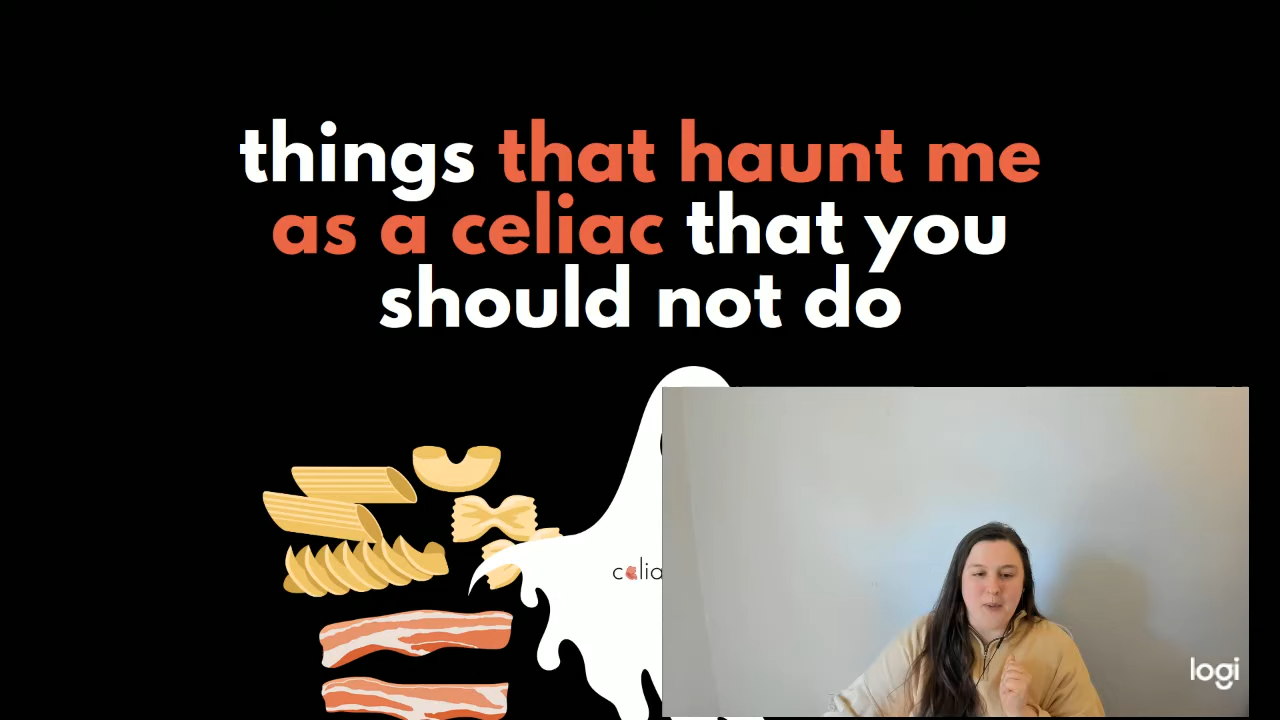 things that haunt me
as a celiac that you
should not do
logi